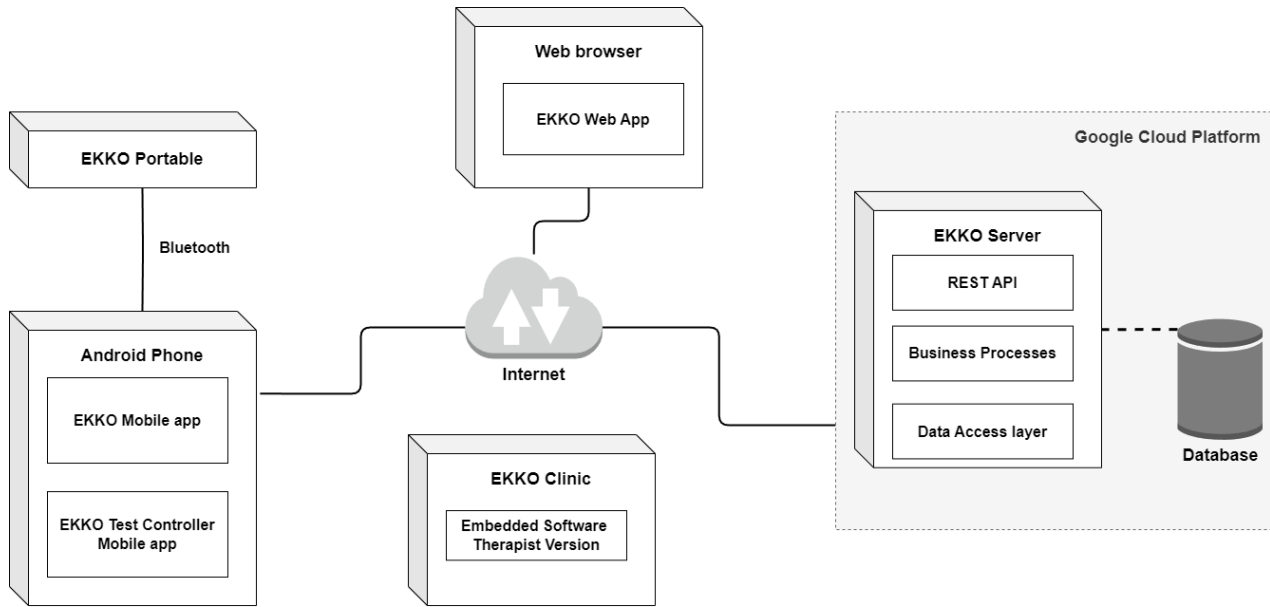 Web browser
EKKO Web App
EKKO Portable
Bluetooth
Android Phone
EKKO Mobile app
EKKO Test Controller
Mobile app
Internet
EKKO Clinic
Embedded Software
Therapist Version
Google Cloud Platform
EKKO Server
REST API
Business Processes
Data Access layer
Database